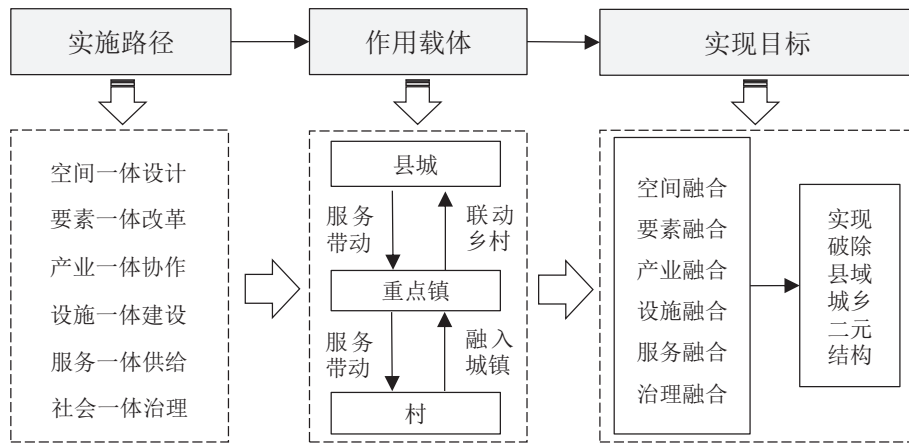 实施路径
作用载体
实现目标
空间一体设计
要素一体改革
产业一体协作
设施一体建设
服务一体供给
社会一体治理
县城
服务
带动
联动
乡村
重点镇
服务
带动
融入
城镇
村
空间融合
要素融合
产业融合
设施融合
服务融合
治理融合
实现
破除
县域
城乡
二元
结构